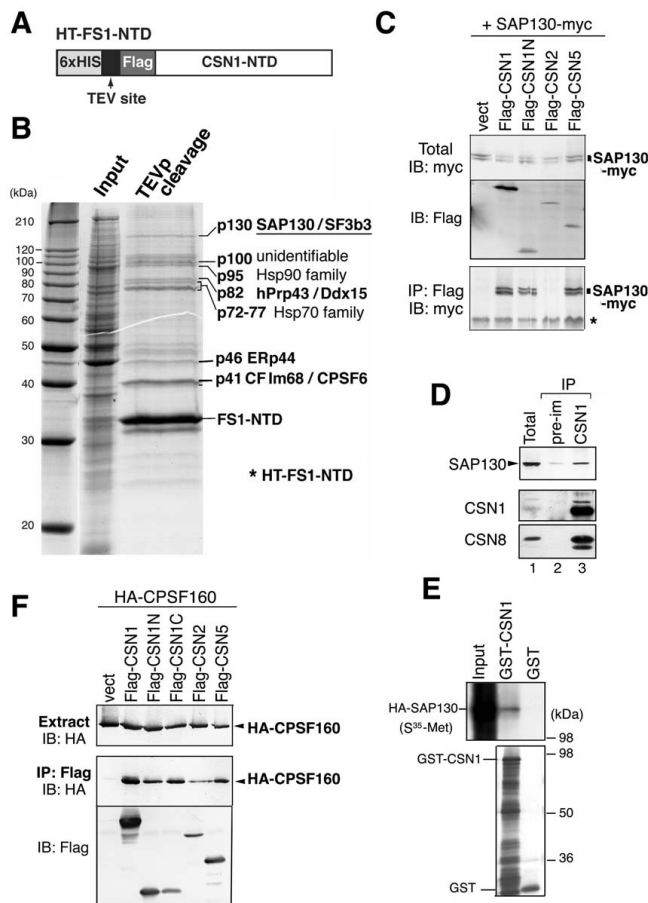 A
HT-FS1-NTD
6xHIS Flag CSN1-NTD
TEV site
B
Input
TEVp cleavage
(kDa)
210
120
100
90
80
70
60
50
40
30
20
p130 SAP130/SF3b3
p100 unidentifiable
p95 Hsp90 family
p82 hPrp43/Ddx15
p72-77 Hsp70 family
p46 ERp44
p41 CF Im68/CPSF6
FS1-NTD
* HT-FS1-NTD
C
+ SAP130-myc
vect
Flag-CSN1
Flag-CSN1N
Flag-CSN2
Flag-CSN5
Total
IB: myc
SAP130
-myc
IB: Flag
IP: Flag
IB: myc
SAP130
-myc
*
D
IP
Total
pre-im
CSN1
SAP130
CSN1
CSN8
1 2 3
E
Input
GST-CSN1
GST
HA-SAP130
(S35-Met)
(kDa)
98
GST-CSN1
98
50
36
GST
F
HA-CPSF160
vect
Flag-CSN1
Flag-CSN1N
Flag-CSN1C
Flag-CSN2
Flag-CSN5
Extract
IB: HA
HA-CPSF160
IP: Flag
IB: HA
HA-CPSF160
IB: Flag